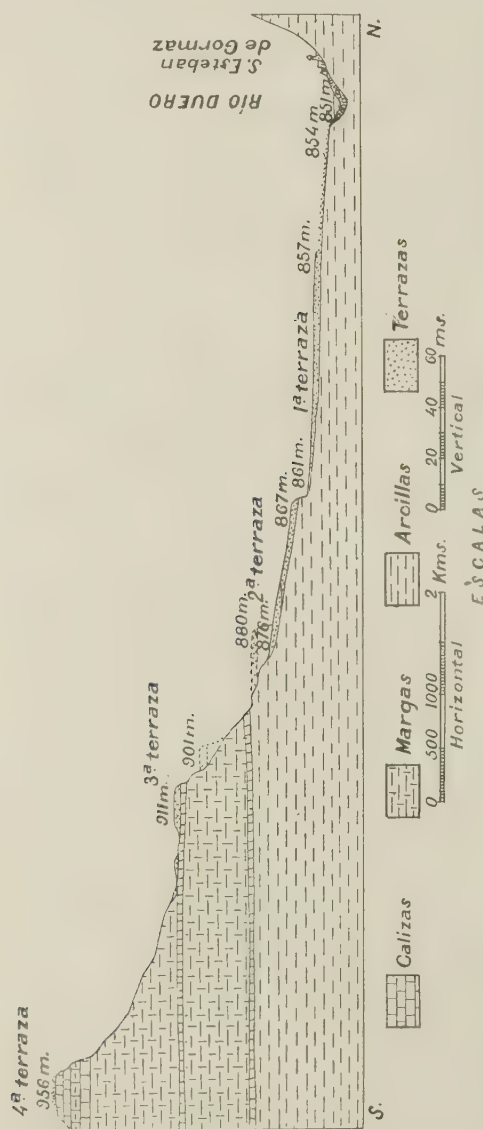 4ª terraza
956 m.
3ª terraza
911 m.
901 m.
880 m.
2ª terraza
876 m.
867 m.
861 m.
1ª terraza
857 m.
854 m.
851 m.
RÍO DUERO
S. Esteban
de Gormaz
S.
N.
Calizas
Margas
Arcillas
Terrazas
0 500 1000 2 Kms.
Horizontal
0 20 40 60 ms.
Vertical
ESCALAS